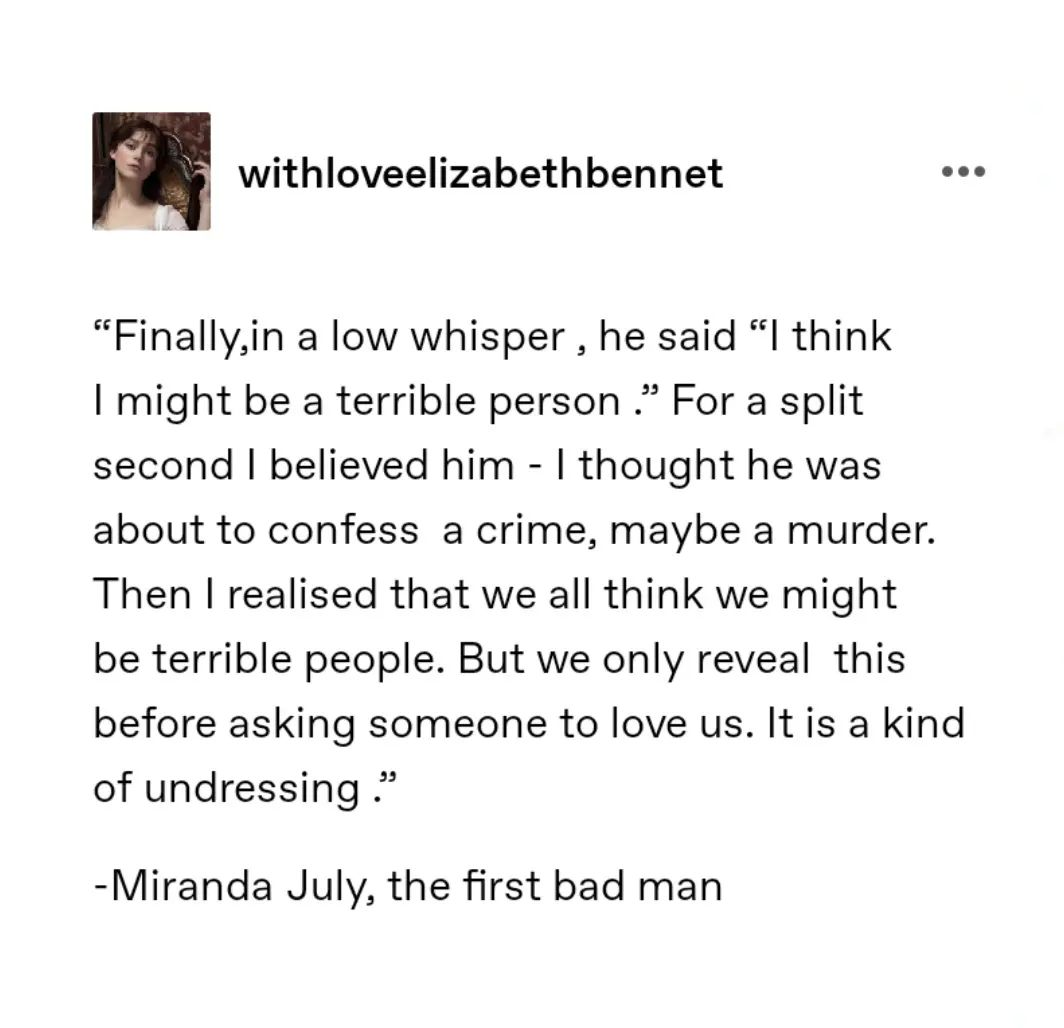 withloveelizabethbennet
“Finally,in a low whisper , he said “I think
I might be a terrible person .” For a split
second I believed him - I thought he was
about to confess  a crime, maybe a murder.
Then I realised that we all think we might
be terrible people. But we only reveal  this
before asking someone to love us. It is a kind
of undressing .”
-Miranda July, the first bad man